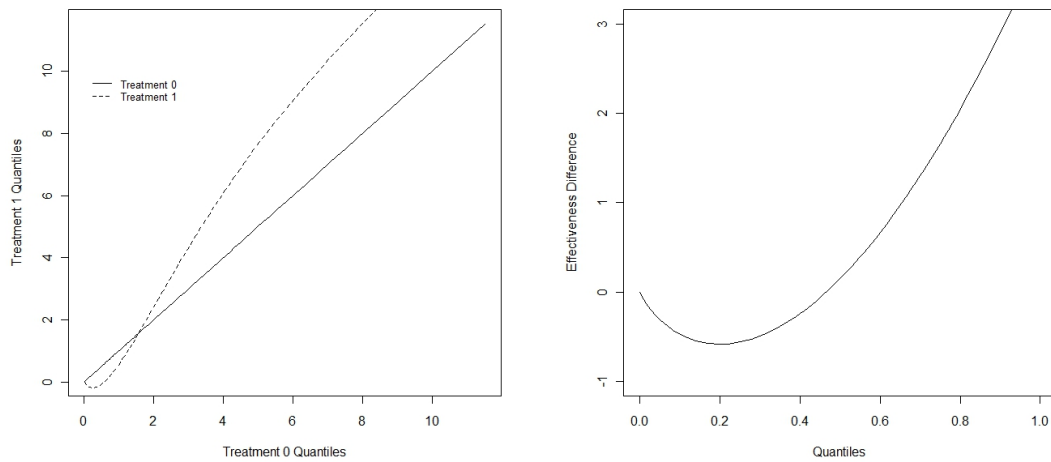 Treatment 1 Quantiles
10
8
6
4
2
0
Treatment 0
Treatment 1
0 2 4 6 8 10
Treatment 0 Quantiles
Effectiveness Difference
3
2
1
0
-1
0.0 0.2 0.4 0.6 0.8 1.0
Quantiles